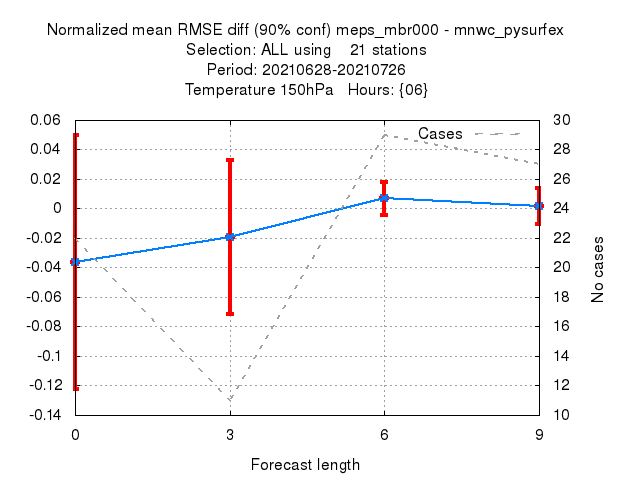 Normalized mean RMSE diff (90% conf) meps_mbr000 - mnwc_pysurfex
Selection: ALL using    21 stations
Period: 20210628-20210726
Temperature 150hPa   Hours: {06}
Cases
0.06
0.04
0.02
0
-0.02
-0.04
-0.06
-0.08
-0.1
-0.12
-0.14
30
28
26
24
22
20
18
16
14
12
10
No cases
0 3 6 9
Forecast length